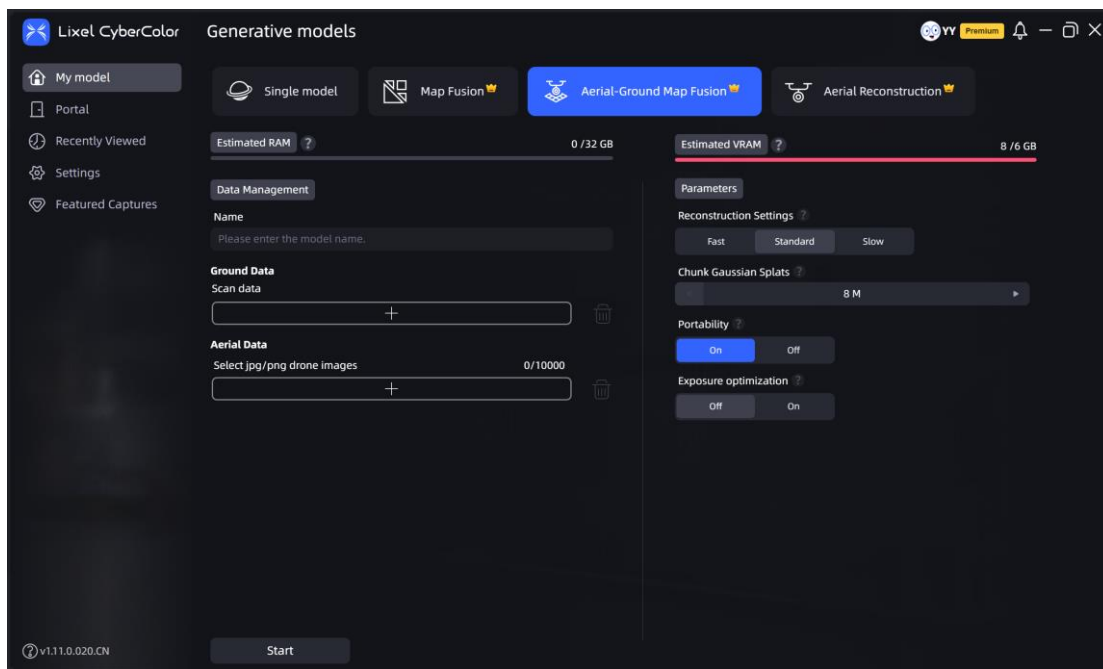 Lixel CyberColor
Generative models
YY Premium
My model
Portal
Recently Viewed
Settings
Featured Captures
Single model
Map Fusion
Aerial-Ground Map Fusion
Aerial Reconstruction
Estimated RAM ?
0 /32 GB
Estimated VRAM ?
8 /6 GB
Data Management
Name
Please enter the model name.
Ground Data
Scan data
+
Aerial Data
Select jpg/png drone images
0/10000
+
Parameters
Reconstruction Settings ?
Fast Standard Slow
Chunk Gaussian Splats ?
8 M
Portability ?
On Off
Exposure optimization ?
Off On
? v1.11.0.020.CN
Start